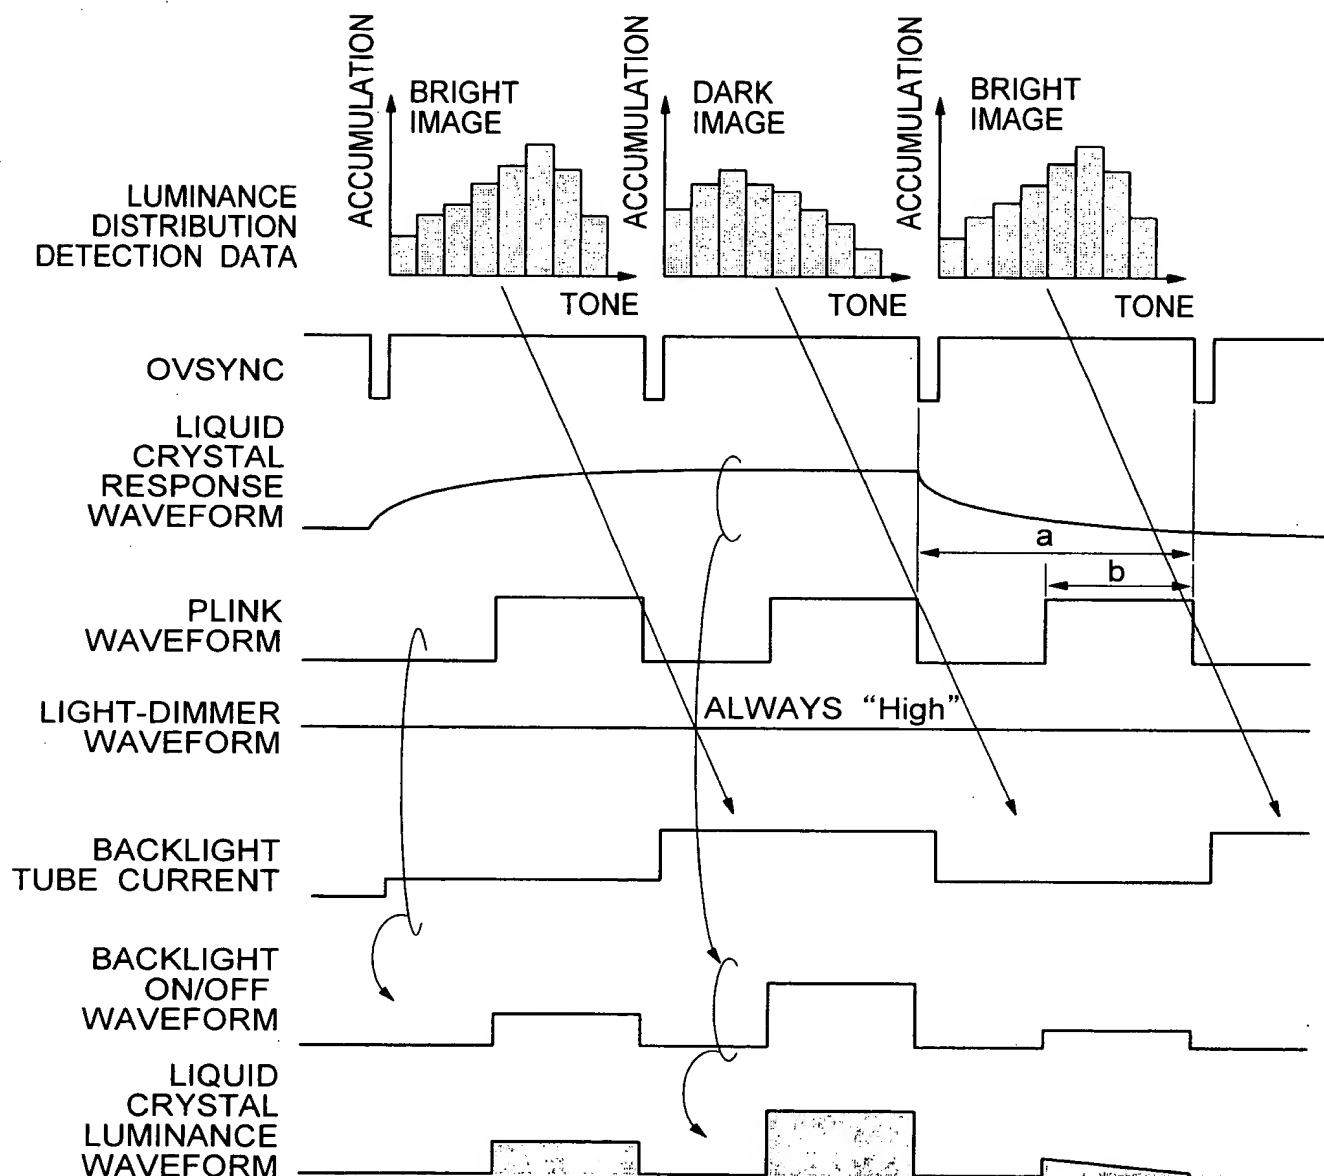 ACCUMULATION
BRIGHT
IMAGE
TONE
ACCUMULATION
DARK
IMAGE
TONE
ACCUMULATION
BRIGHT
IMAGE
TONE
LUMINANCE
DISTRIBUTION
DETECTION DATA
OVSYNC
LIQUID
CRYSTAL
RESPONSE
WAVEFORM
a
b
PLINK
WAVEFORM
LIGHT-DIMMER
WAVEFORM
ALWAYS “High”
BACKLIGHT
TUBE CURRENT
BACKLIGHT
ON/OFF
WAVEFORM
LIQUID
CRYSTAL
LUMINANCE
WAVEFORM